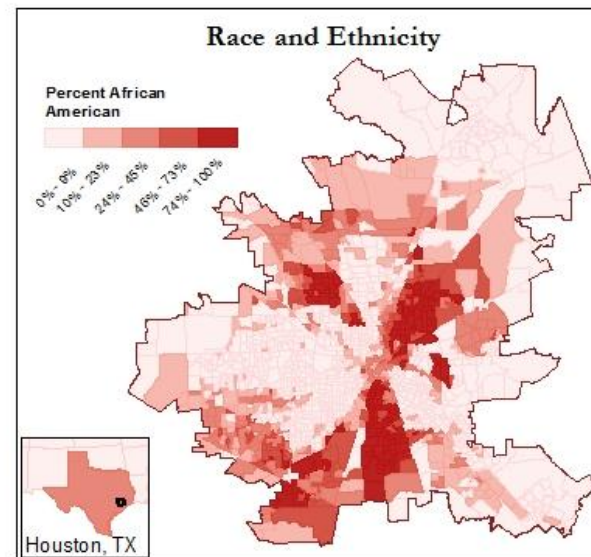 Race and Ethnicity
Percent African
American
0% - 9%
10% - 23%
24% - 45%
46% - 73%
74% - 100%
Houston, TX